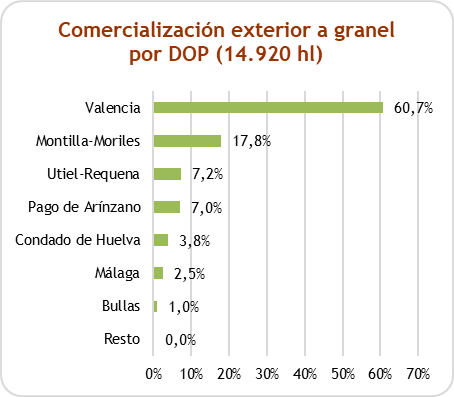 Comercialización exterior a granel
por DOP (14.920 hl)
Valencia 60,7%
Montilla-Moriles 17,8%
Utiel-Requena 7,2%
Pago de Arínzano 7,0%
Condado de Huelva 3,8%
Málaga 2,5%
Bullas 1,0%
Resto 0,0%
0% 10% 20% 30% 40% 50% 60% 70%